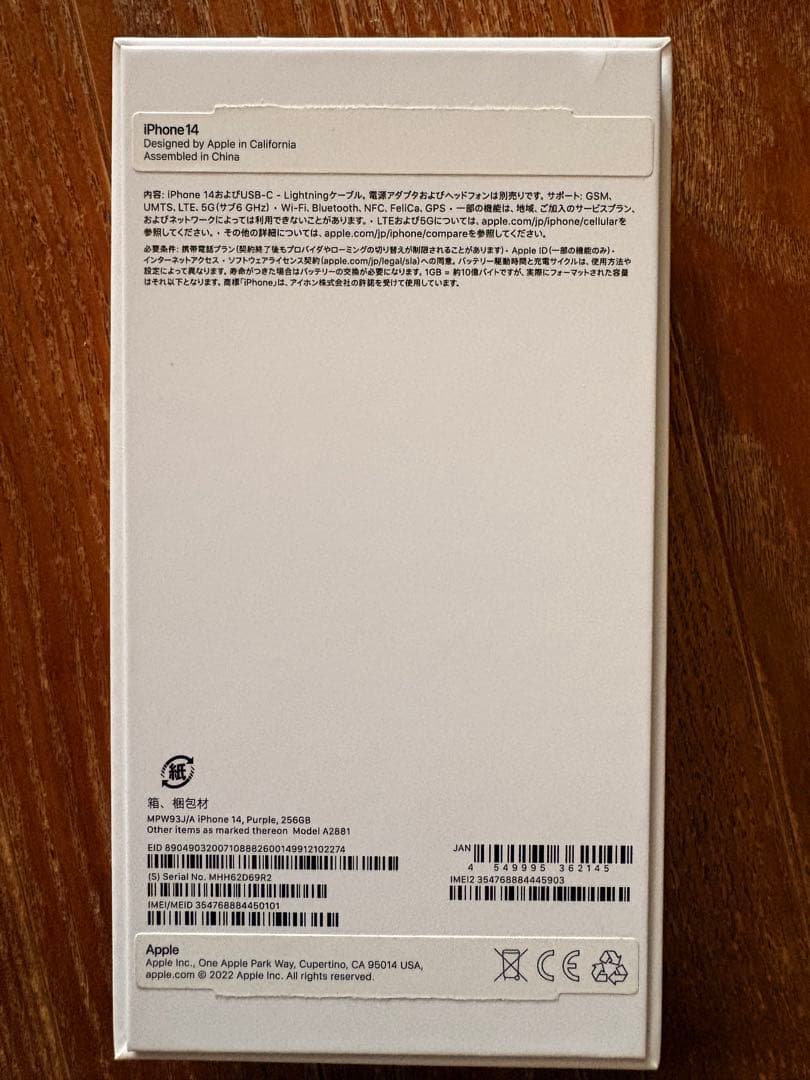 iPhone 14
Designed by Apple in California
Assembled in China
内容: iPhone 14およびUSB-C - Lightningケーブル。電源アダプタおよびヘッドフォンは別売りです。サポート: GSM、
UMTS、LTE、5G(サブ6 GHz)・Wi-Fi、Bluetooth、NFC、FeliCa、GPS・一部の機能は、地域、ご加入のサービスプラン、
およびネットワークによっては利用できないことがあります。・LTEおよび5Gについては、apple.com/jp/iphone/cellularを
参照してください。・その他の詳細については、apple.com/jp/iphone/compareを参照してください。
必要条件: 携帯電話プラン(契約終了後もプロバイダやローミングの切り替えが制限されることがあります)・Apple ID(一部の機能のみ)・
インターネットアクセス・ソフトウェアライセンス契約(apple.com/jp/legal/sla)への同意。バッテリー駆動時間と充電サイクルは、使用方法や
設定によって異なります。寿命がつきた場合はバッテリーの交換が必要になります。1GB = 約10億バイトですが、実際にフォーマットされた容量
はそれ以下となります。商標「iPhone」は、アイホン株式会社の許諾を受けて使用しています。
紙
箱、梱包材
MPW93J/A iPhone 14, Purple, 256GB
Other items as marked thereon Model A2881
EID 89049032007108882600149912102274
(S) Serial No. MHH62D69R2
IMEI/MEID 354768884450101
JAN
4 549995 362145
IMEI2 354768884445903
Apple
Apple Inc., One Apple Park Way, Cupertino, CA 95014 USA,
apple.com © 2022 Apple Inc. All rights reserved.
CE